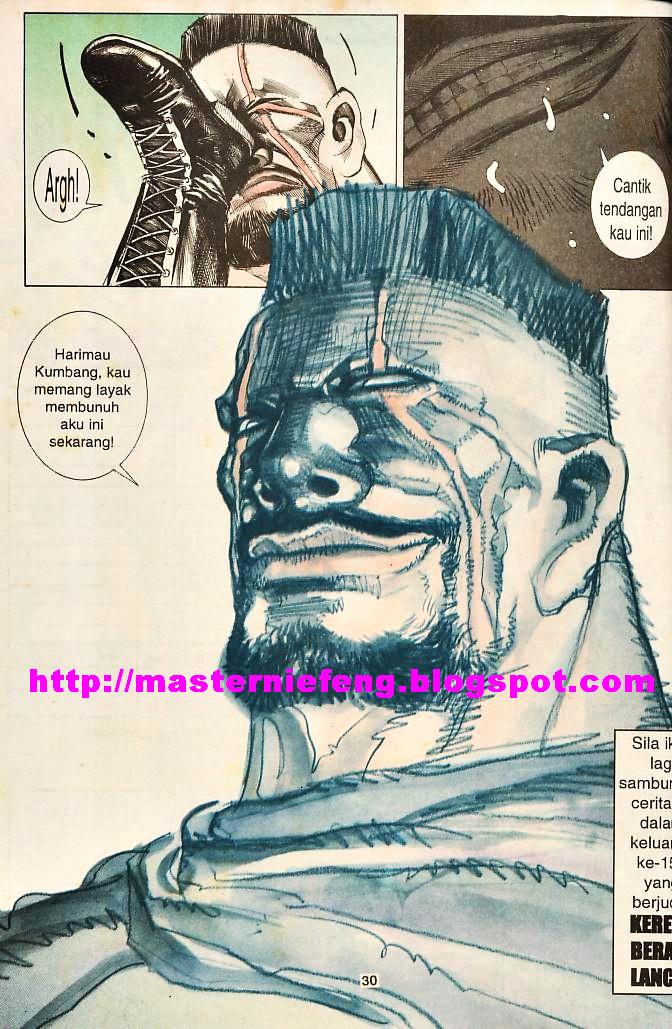 Argh!
Cantik
tendangan
kau ini!
Harimau
Kumbang, kau
memang layak
membunuh
aku ini
sekarang!
http://masterniefeng.blogspot.com
Sila
lag
sambu
cerita
dala
kelua
ke-15
yang
berju
KERE
BERA
LANC
30